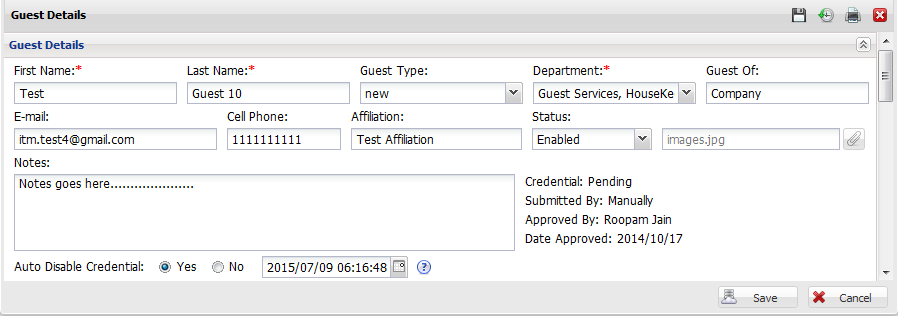 Guest Details
Guest Details
First Name:* Last Name:* Guest Type: Department:* Guest Of:
Test Guest 10 new Guest Services, HouseKe Company
E-mail: Cell Phone: Affiliation: Status:
itm.test4@gmail.com 1111111111 Test Affiliation Enabled images.jpg
Notes:
Notes goes here......................
Credential: Pending
Submitted By: Manually
Approved By: Roopam Jain
Date Approved: 2014/10/17
Auto Disable Credential: Yes No 2015/07/09 06:16:48 ?
Save Cancel